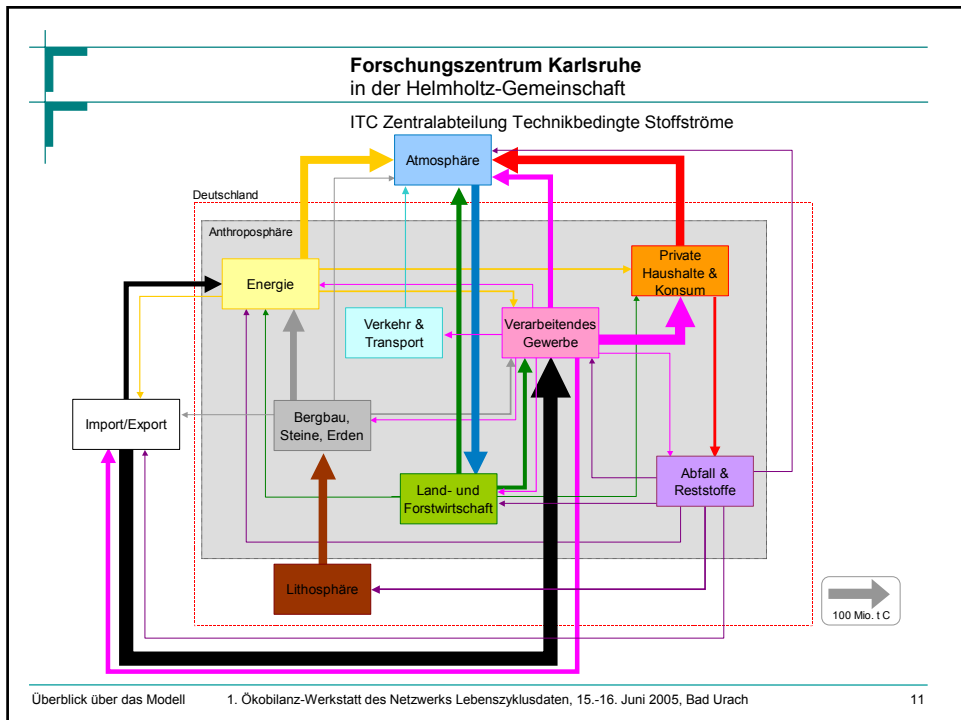 Forschungszentrum Karlsruhe
in der Helmholtz-Gemeinschaft
ITC Zentralabteilung Technikbedingte Stoffströme
Atmosphäre
Deutschland
Anthroposphäre
Energie
Private
Haushalte &
Konsum
Verkehr &
Transport
Verarbeitendes
Gewerbe
Import/Export
Bergbau,
Steine, Erden
Land- und
Forstwirtschaft
Abfall &
Reststoffe
Lithosphäre
100 Mio. t C
Überblick über das Modell
1. Ökobilanz-Werkstatt des Netzwerks Lebenszyklusdaten, 15.-16. Juni 2005, Bad Urach
11